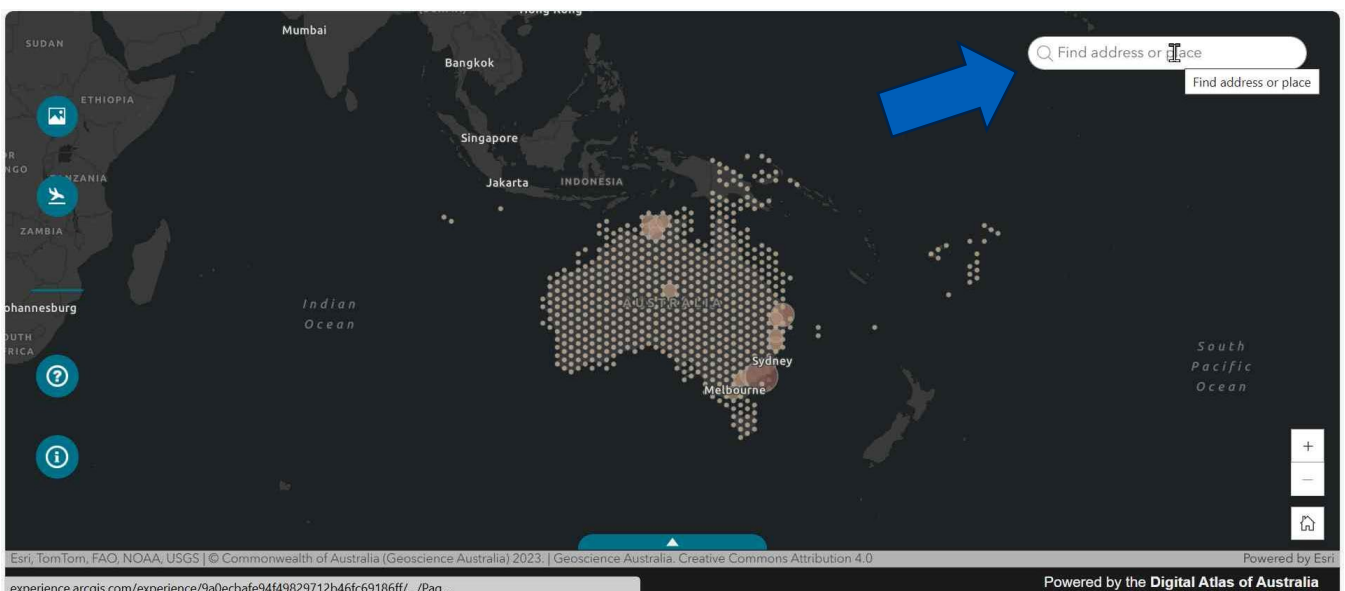 Mumbai
SUDAN
Find address or place
Bangkok
Find address or place
ETHIOPIA
Singapore
Jakarta
INDONESIA
ZAMBIA
AUSTRALIA
Indian
Ocean
ohannesburg
South
Pacific
Ocean
Sydney
Melbourne
+
−
Esri, TomTom, FAO, NOAA, USGS | © Commonwealth of Australia (Geoscience Australia) 2023. | Geoscience Australia. Creative Commons Attribution 4.0
Powered by Esri
Powered by the Digital Atlas of Australia